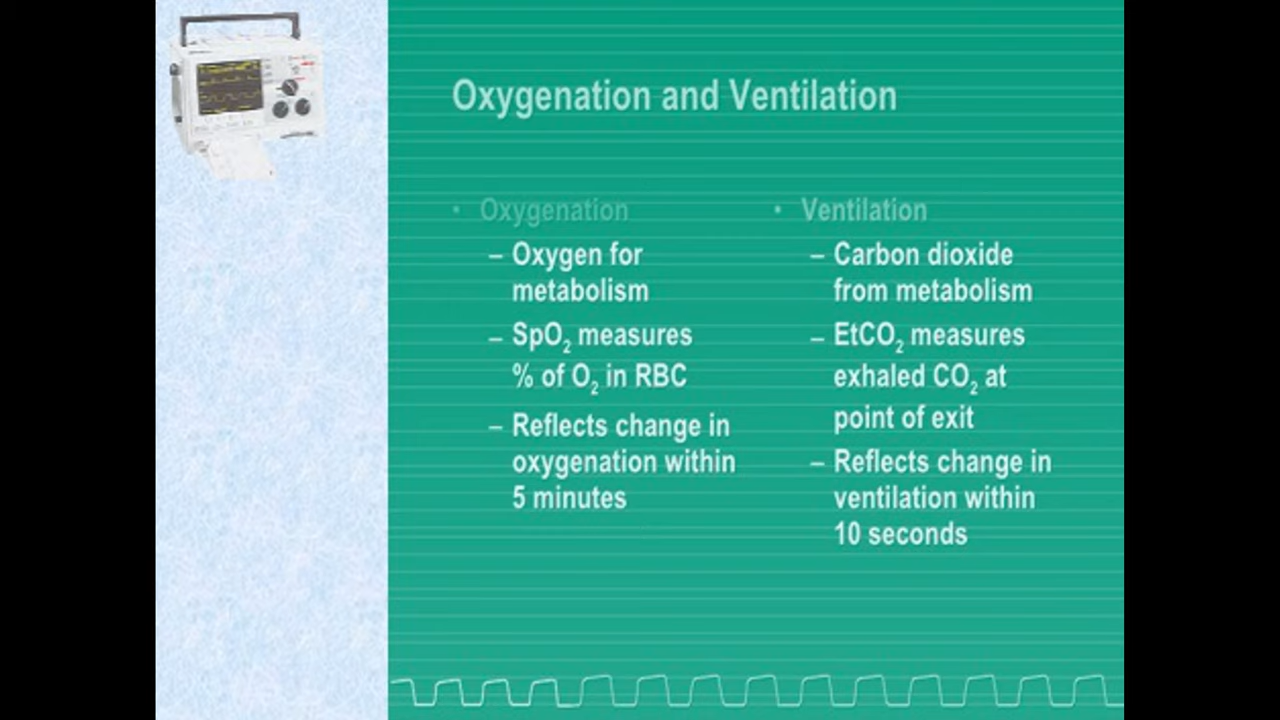 Oxygenation and Ventilation
• Oxygenation
– Oxygen for
metabolism
– SpO₂ measures
% of O₂ in RBC
– Reflects change in
oxygenation within
5 minutes
• Ventilation
– Carbon dioxide
from metabolism
– EtCO₂ measures
exhaled CO₂ at
point of exit
– Reflects change in
ventilation within
10 seconds